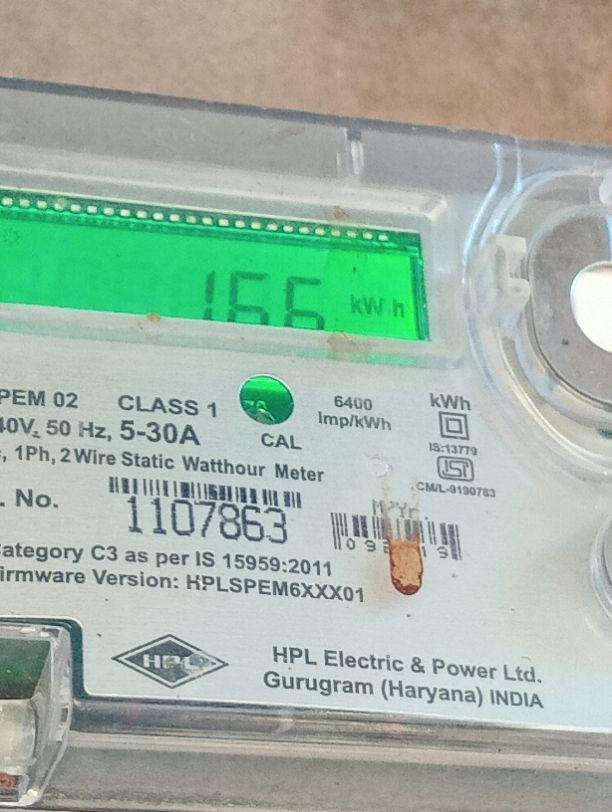 166 kWh
PEM 02 CLASS 1
6400
Imp/kWh
kWh
40V, 50 Hz, 5-30A
CAL
IS:13779
, 1Ph, 2 Wire Static Watthour Meter
CM/L-9190763
. No.
1107863
ategory C3 as per IS 15959:2011
irmware Version: HPLSPEM6XXX01
HPL
HPL Electric & Power Ltd.
Gurugram (Haryana) INDIA